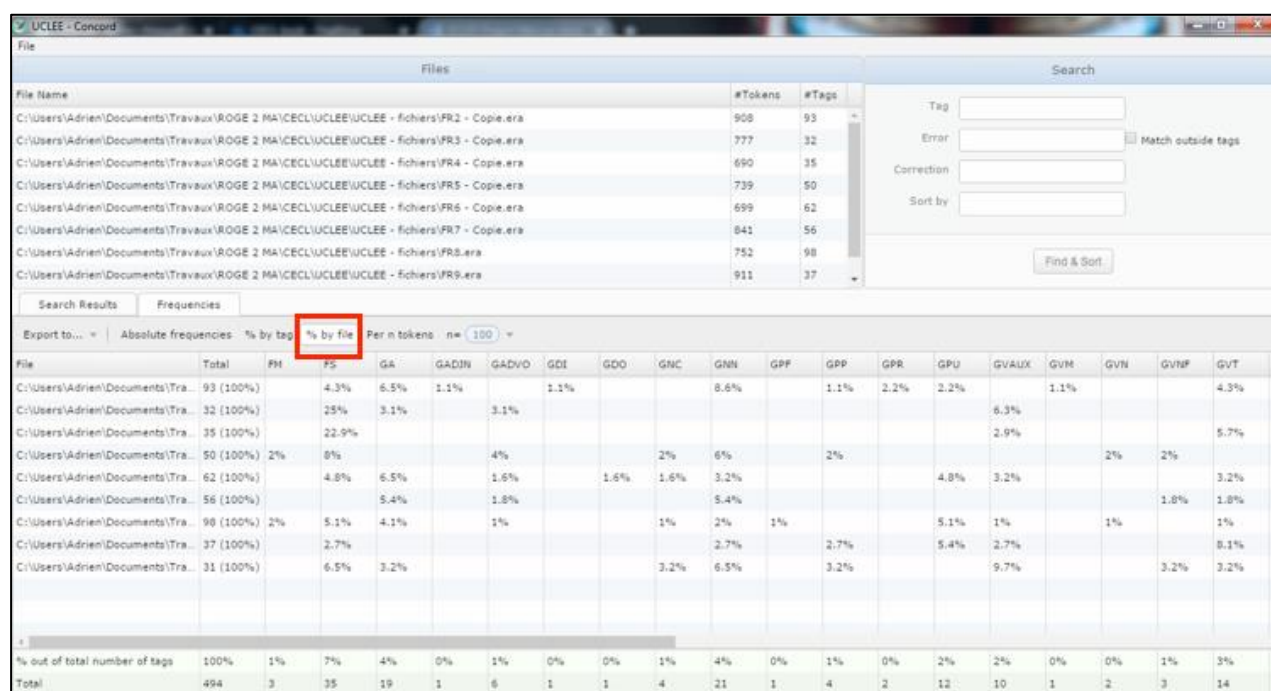 UCLEE - Concord
File
Files
Search
File Name #Tokens #Tags
C:\Users\Adrien\Documents\Travaux\ROGE 2 MA\CECL\UCLEE\UCLEE - fichiers\FR2 - Copie.era 908 93
C:\Users\Adrien\Documents\Travaux\ROGE 2 MA\CECL\UCLEE\UCLEE - fichiers\FR3 - Copie.era 777 32
C:\Users\Adrien\Documents\Travaux\ROGE 2 MA\CECL\UCLEE\UCLEE - fichiers\FR4 - Copie.era 690 35
C:\Users\Adrien\Documents\Travaux\ROGE 2 MA\CECL\UCLEE\UCLEE - fichiers\FR5 - Copie.era 739 50
C:\Users\Adrien\Documents\Travaux\ROGE 2 MA\CECL\UCLEE\UCLEE - fichiers\FR6 - Copie.era 699 62
C:\Users\Adrien\Documents\Travaux\ROGE 2 MA\CECL\UCLEE\UCLEE - fichiers\FR7 - Copie.era 841 56
C:\Users\Adrien\Documents\Travaux\ROGE 2 MA\CECL\UCLEE\UCLEE - fichiers\FR8.era 752 98
C:\Users\Adrien\Documents\Travaux\ROGE 2 MA\CECL\UCLEE\UCLEE - fichiers\FR9.era 911 37
Tag
Error Match outside tags
Correction
Sort by
Find & Sort
Search Results Frequencies
Export to... Absolute frequencies % by tag % by file Per n tokens n= 100
File Total FM FS GA GADJN GADVO GDI GDO GNC GNN GPF GPP GPR GPU GVAUX GVM GVN GVNF GVT
C:\Users\Adrien\Documents\Tra... 93 (100%) 4.3% 6.5% 1.1% 1.1% 8.6% 1.1% 2.2% 2.2% 1.1% 4.3%
C:\Users\Adrien\Documents\Tra... 32 (100%) 25% 3.1% 3.1% 6.3%
C:\Users\Adrien\Documents\Tra... 35 (100%) 22.9% 2.9% 5.7%
C:\Users\Adrien\Documents\Tra... 50 (100%) 2% 8% 4% 2% 6% 2% 2% 2%
C:\Users\Adrien\Documents\Tra... 62 (100%) 4.8% 6.5% 1.6% 1.6% 1.6% 3.2% 4.8% 3.2% 3.2%
C:\Users\Adrien\Documents\Tra... 56 (100%) 5.4% 1.8% 5.4% 1.8% 1.8%
C:\Users\Adrien\Documents\Tra... 98 (100%) 2% 5.1% 4.1% 1% 1% 2% 1% 5.1% 1% 1% 1%
C:\Users\Adrien\Documents\Tra... 37 (100%) 2.7% 2.7% 2.7% 5.4% 2.7% 8.1%
C:\Users\Adrien\Documents\Tra... 31 (100%) 6.5% 3.2% 3.2% 6.5% 3.2% 9.7% 3.2% 3.2%
% out of total number of tags 100% 1% 7% 4% 0% 1% 0% 0% 1% 4% 0% 1% 0% 2% 2% 0% 0% 1% 3%
Total 494 3 35 19 1 6 1 1 4 21 1 4 2 12 10 1 2 3 14